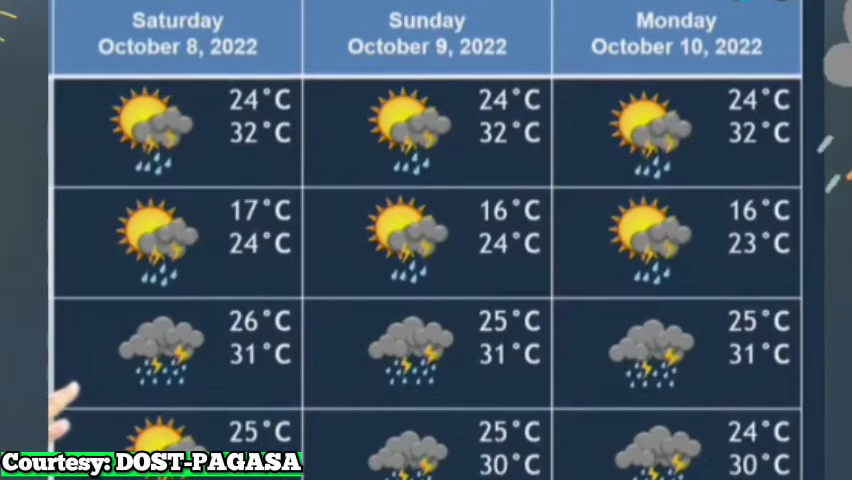 Saturday
October 8, 2022
Sunday
October 9, 2022
Monday
October 10, 2022
24°C 24°C 24°C
32°C 32°C 32°C
17°C 16°C 16°C
24°C 24°C 23°C
26°C 25°C 25°C
31°C 31°C 31°C
25°C 25°C 24°C
30°C 30°C
Courtesy: DOST-PAGASA